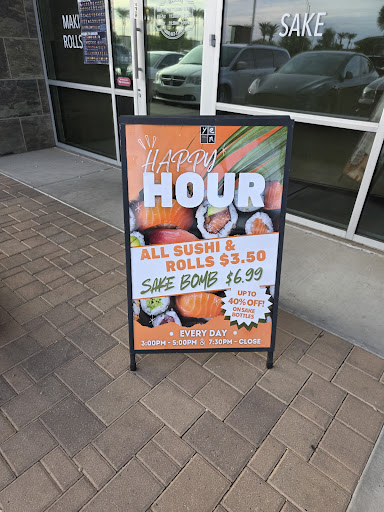 MAKI
ROLLS
SAKE
yen
HAPPY
HOUR
ALL SUSHI &
ROLLS $3.50
SAKE BOMB $6.99
UP TO
40% OFF!
ON SAKE
BOTTLES
• EVERY DAY •
3:00PM - 5:00PM & 7:30PM - CLOSE